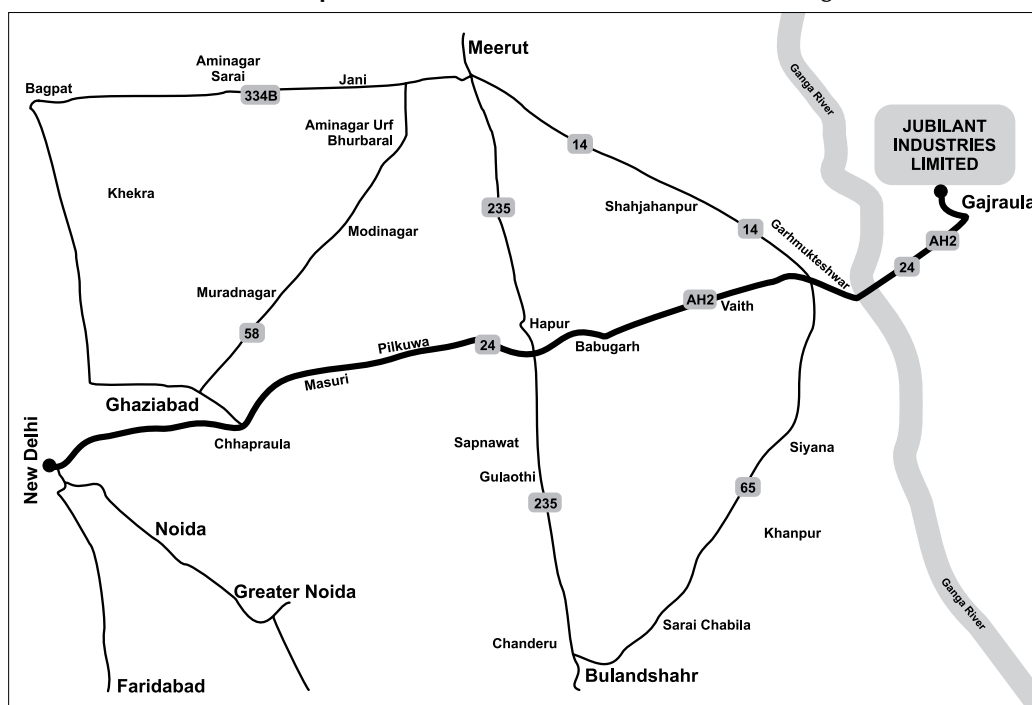 Meerut
Aminagar
Sarai
Jani
Bagpat
334B
Ganga River
Aminagar Urf
Bhurbaral
14
JUBILANT
INDUSTRIES
LIMITED
Khekra
235
Shahjahanpur
Gajraula
Modinagar
14
Garhmukteshwar
AH2
24
Muradnagar
AH2
Vaith
58
Hapur
Pilkuwa
24
Babugarh
Masuri
Ghaziabad
Chhapraula
Sapnawat
Siyana
New Delhi
Gulaothi
65
235
Noida
Khanpur
Greater Noida
Ganga River
Sarai Chabila
Chanderu
Bulandshahr
Faridabad